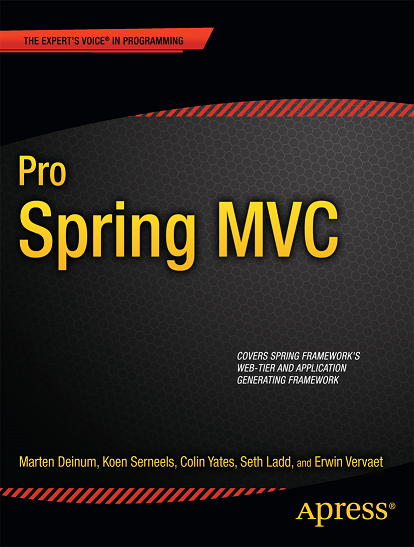 THE EXPERT'S VOICE® IN PROGRAMMING
Pro
Spring MVC
COVERS SPRING FRAMEWORK'S
WEB-TIER AND APPLICATION
GENERATING FRAMEWORK
Marten Deinum, Koen Serneels, Colin Yates, Seth Ladd, and Erwin Vervaet
Apress®